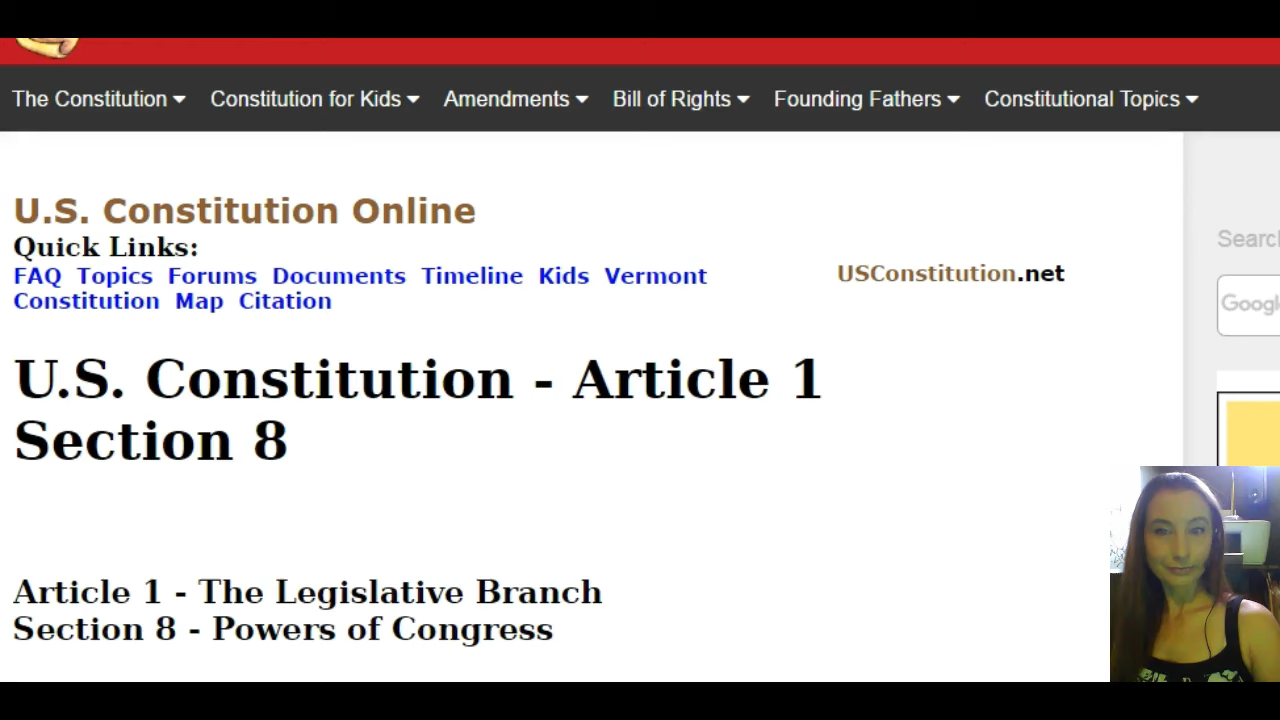 The Constitution Constitution for Kids Amendments Bill of Rights Founding Fathers Constitutional Topics
U.S. Constitution Online
Quick Links:
FAQ Topics Forums Documents Timeline Kids Vermont
Constitution Map Citation
USConstitution.net
Search
Google
U.S. Constitution - Article 1
Section 8
Article 1 - The Legislative Branch
Section 8 - Powers of Congress